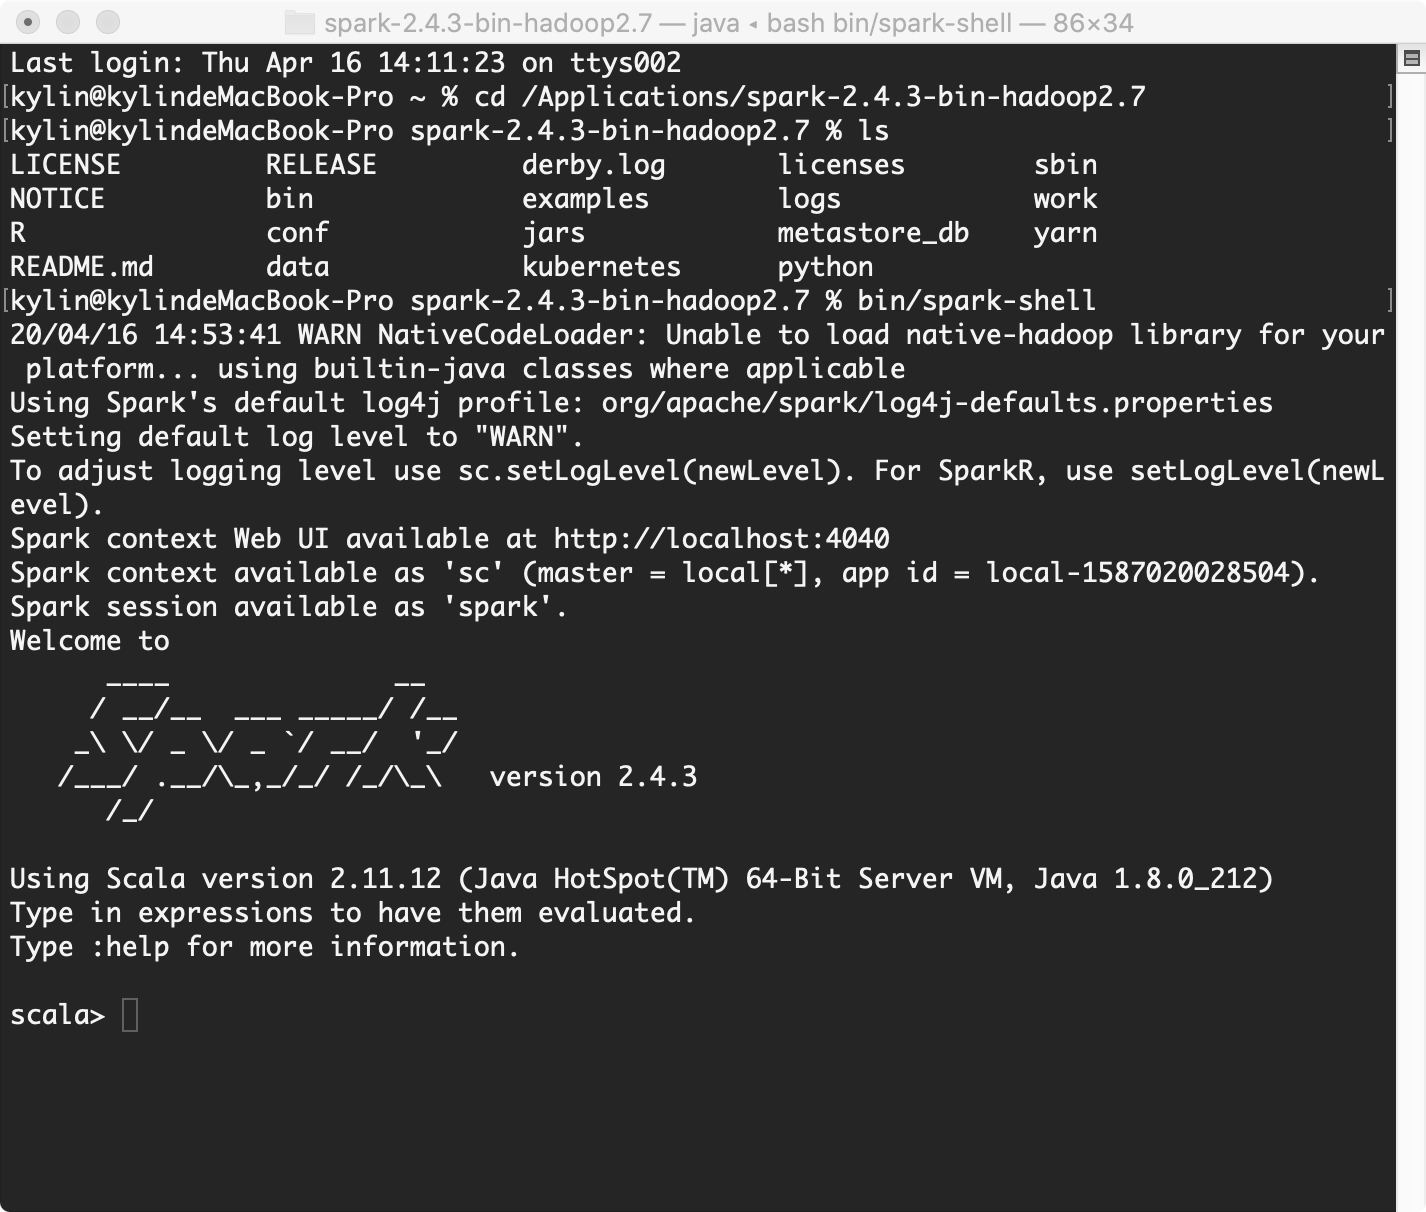 spark-2.4.3-bin-hadoop2.7 — java ◂ bash bin/spark-shell — 86×34
Last login: Thu Apr 16 14:11:23 on ttys002
[kylin@kylindeMacBook-Pro ~ % cd /Applications/spark-2.4.3-bin-hadoop2.7 ]
[kylin@kylindeMacBook-Pro spark-2.4.3-bin-hadoop2.7 % ls ]
LICENSE         RELEASE         derby.log       licenses        sbin
NOTICE          bin             examples        logs            work
R               conf            jars            metastore_db    yarn
README.md       data            kubernetes      python
[kylin@kylindeMacBook-Pro spark-2.4.3-bin-hadoop2.7 % bin/spark-shell ]
20/04/16 14:53:41 WARN NativeCodeLoader: Unable to load native-hadoop library for your
 platform... using builtin-java classes where applicable
Using Spark's default log4j profile: org/apache/spark/log4j-defaults.properties
Setting default log level to "WARN".
To adjust logging level use sc.setLogLevel(newLevel). For SparkR, use setLogLevel(newL
evel).
Spark context Web UI available at http://localhost:4040
Spark context available as 'sc' (master = local[*], app id = local-1587020028504).
Spark session available as 'spark'.
Welcome to
      ____              __
     / __/__  ___ _____/ /__
    _\ \/ _ \/ _ `/ __/  '_/
   /___/ .__/\_,_/_/ /_/\_\   version 2.4.3
      /_/
Using Scala version 2.11.12 (Java HotSpot(TM) 64-Bit Server VM, Java 1.8.0_212)
Type in expressions to have them evaluated.
Type :help for more information.
scala>